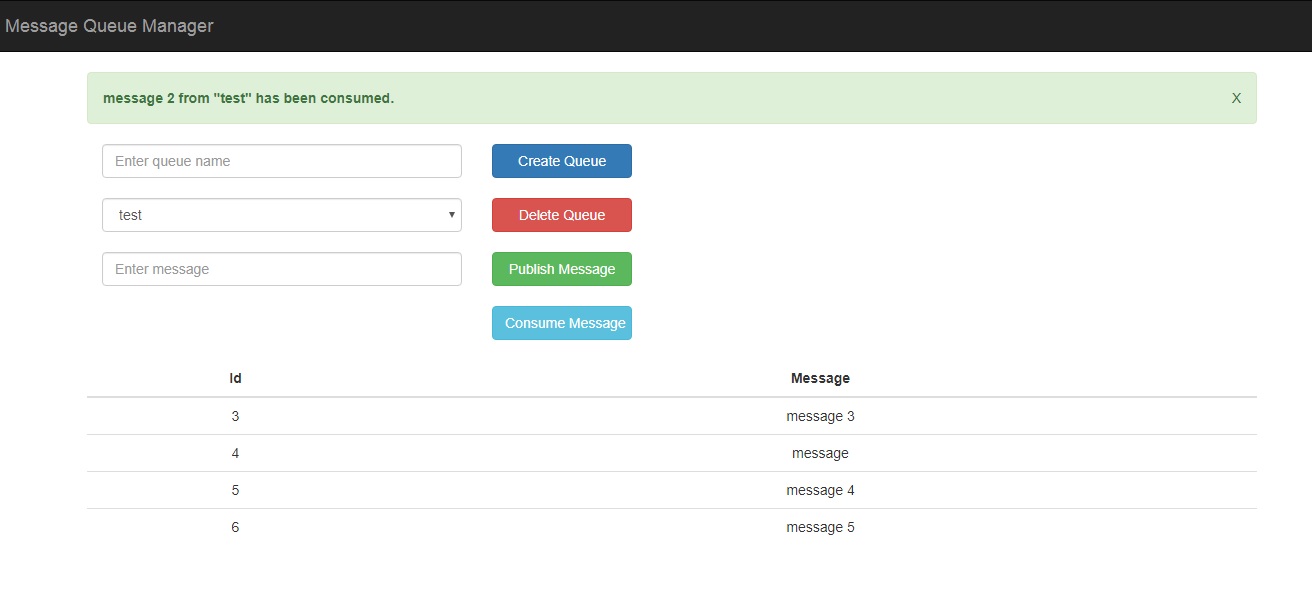 Message Queue Manager
message 2 from "test" has been consumed. X
Enter queue name Create Queue
test Delete Queue
Enter message Publish Message
Consume Message
Id Message
3 message 3
4 message
5 message 4
6 message 5